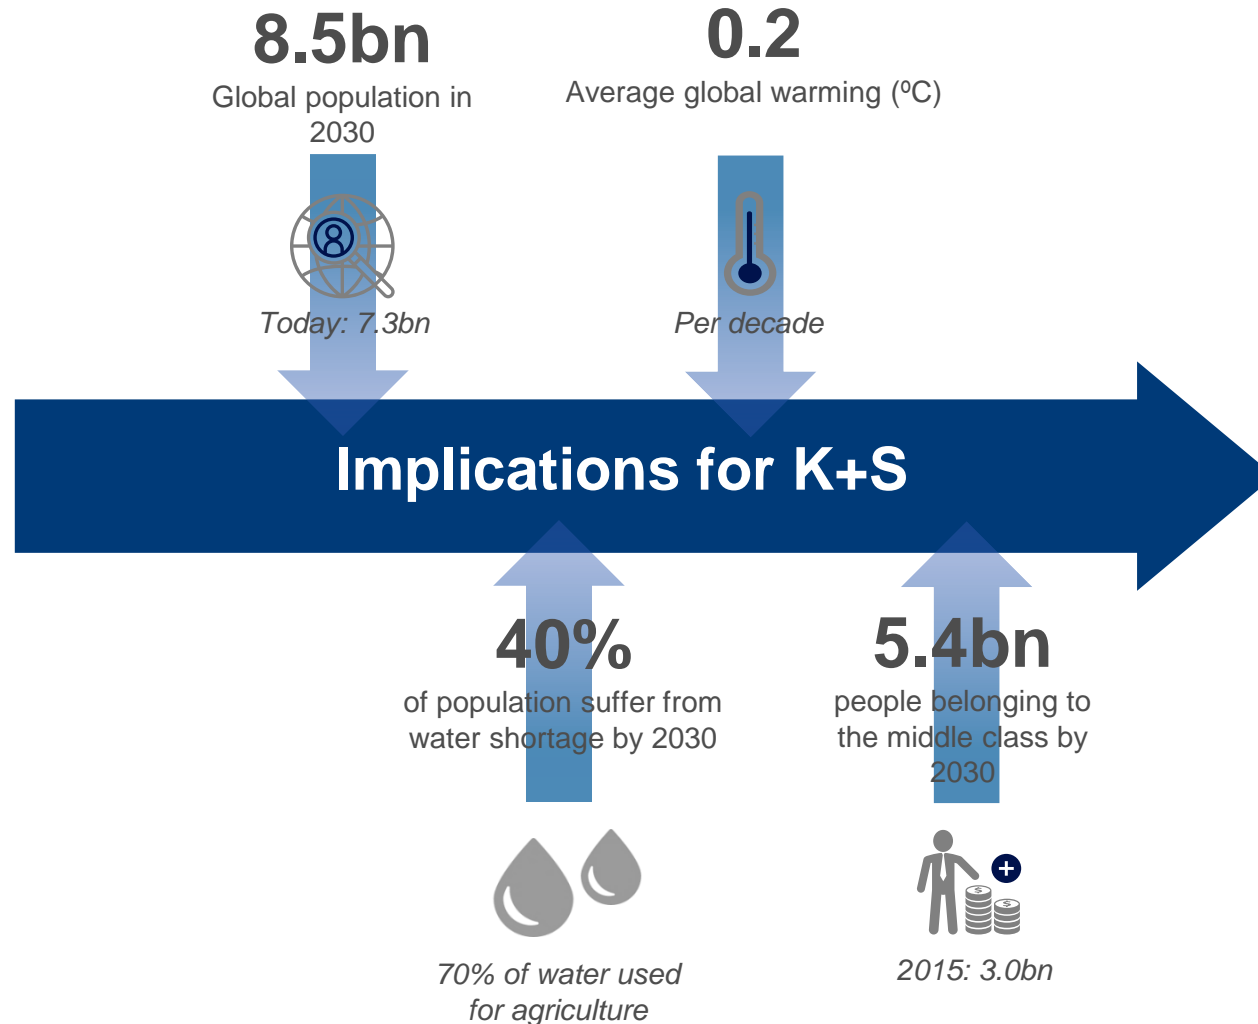 8.5bn
Global population in
2030
Today: 7.3bn
0.2
Average global warming (ºC)
Per decade
Implications for K+S
40%
of population suffer from
water shortage by 2030
70% of water used
for agriculture
5.4bn
people belonging to
the middle class by
2030
$
$
2015: 3.0bn